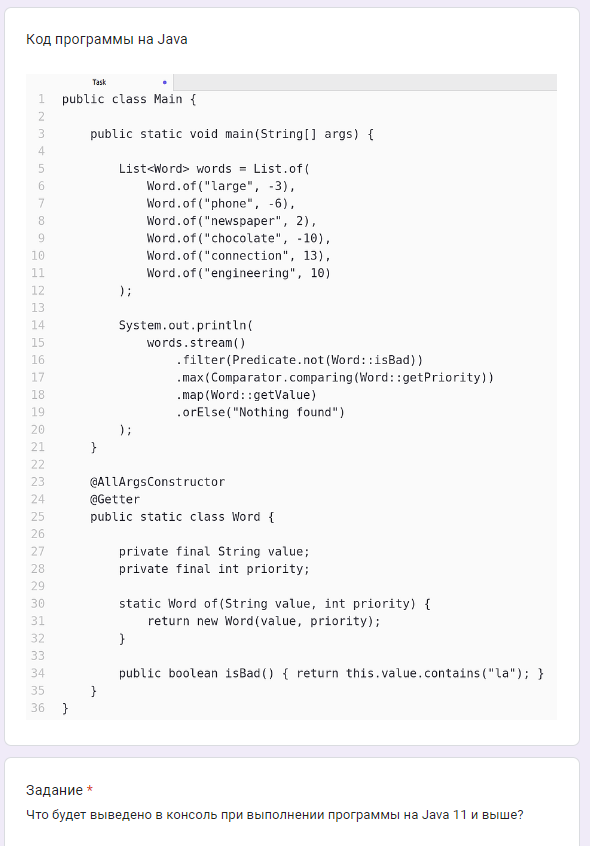 Код программы на Java
Task
1 public class Main {
2
3 public static void main(String[] args) {
4
5 List<Word> words = List.of(
6 Word.of("large", -3),
7 Word.of("phone", -6),
8 Word.of("newspaper", 2),
9 Word.of("chocolate", -10),
10 Word.of("connection", 13),
11 Word.of("engineering", 10)
12 );
13
14 System.out.println(
15 words.stream()
16 .filter(Predicate.not(Word::isBad))
17 .max(Comparator.comparing(Word::getPriority))
18 .map(Word::getValue)
19 .orElse("Nothing found")
20 );
21 }
22
23 @AllArgsConstructor
24 @Getter
25 public static class Word {
26
27 private final String value;
28 private final int priority;
29
30 static Word of(String value, int priority) {
31 return new Word(value, priority);
32 }
33
34 public boolean isBad() { return this.value.contains("la"); }
35 }
36 }
Задание *
Что будет выведено в консоль при выполнении программы на Java 11 и выше?